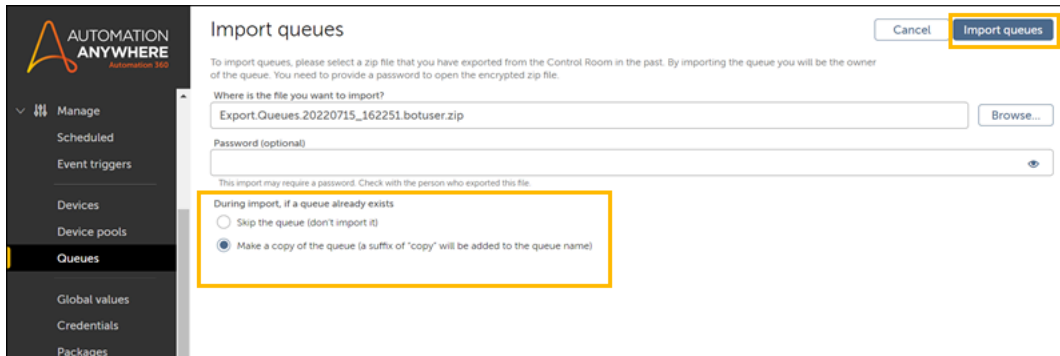 AUTOMATION
ANYWHERE
Automation 360
Manage
Scheduled
Event triggers
Devices
Device pools
Queues
Global values
Credentials
Packages
Import queues
Cancel
Import queues
To import queues, please select a zip file that you have exported from the Control Room in the past. By importing the queue you will be the owner
of the queue. You need to provide a password to open the encrypted zip file.
Where is the file you want to import?
Export.Queues.20220715_162251.botuser.zip
Browse...
Password (optional)
This import may require a password. Check with the person who exported this file.
During import, if a queue already exists
Skip the queue (don't import it)
Make a copy of the queue (a suffix of "copy" will be added to the queue name)